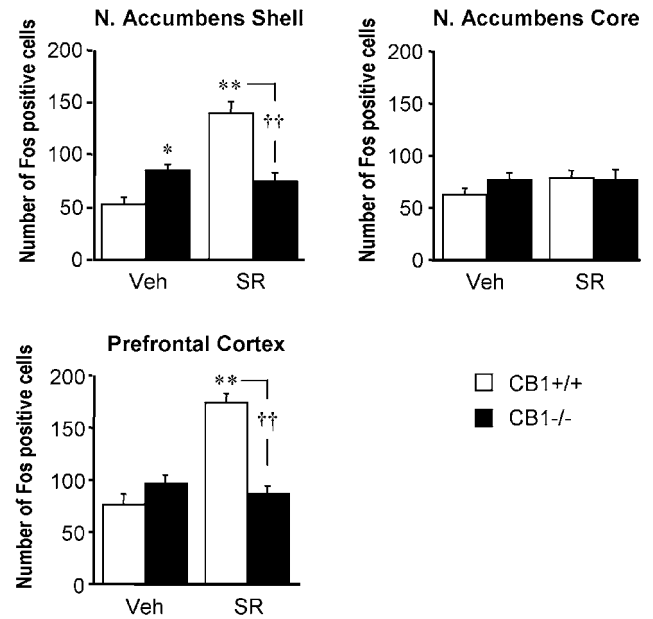 N. Accumbens Shell
Number of Fos positive cells
200
150
100
50
0
*
**
††
Veh SR
N. Accumbens Core
Number of Fos positive cells
200
150
100
50
0
Veh SR
Prefrontal Cortex
Number of Fos positive cells
200
150
100
50
0
**
††
Veh SR
CB1+/+
CB1-/-